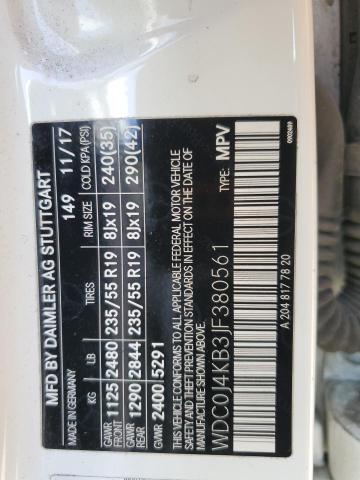 MFD BY DAIMLER AG STUTTGART
MADE IN GERMANY 149 11/17
KG LB TIRES RIM SIZE COLD KPA(PSI)
GAWR FRONT 1125 2480 235/55 R19 8Jx19 240(35)
GAWR REAR 1290 2844 235/55 R19 8Jx19 290(42)
GVWR 2400 5291
THIS VEHICLE CONFORMS TO ALL APPLICABLE FEDERAL MOTOR VEHICLE
SAFETY AND THEFT PREVENTION STANDARDS IN EFFECT ON THE DATE OF
MANUFACTURE SHOWN ABOVE.
WDC0J4KB3JF380561 TYPE: MPV
A 204 817 78 20
0902489